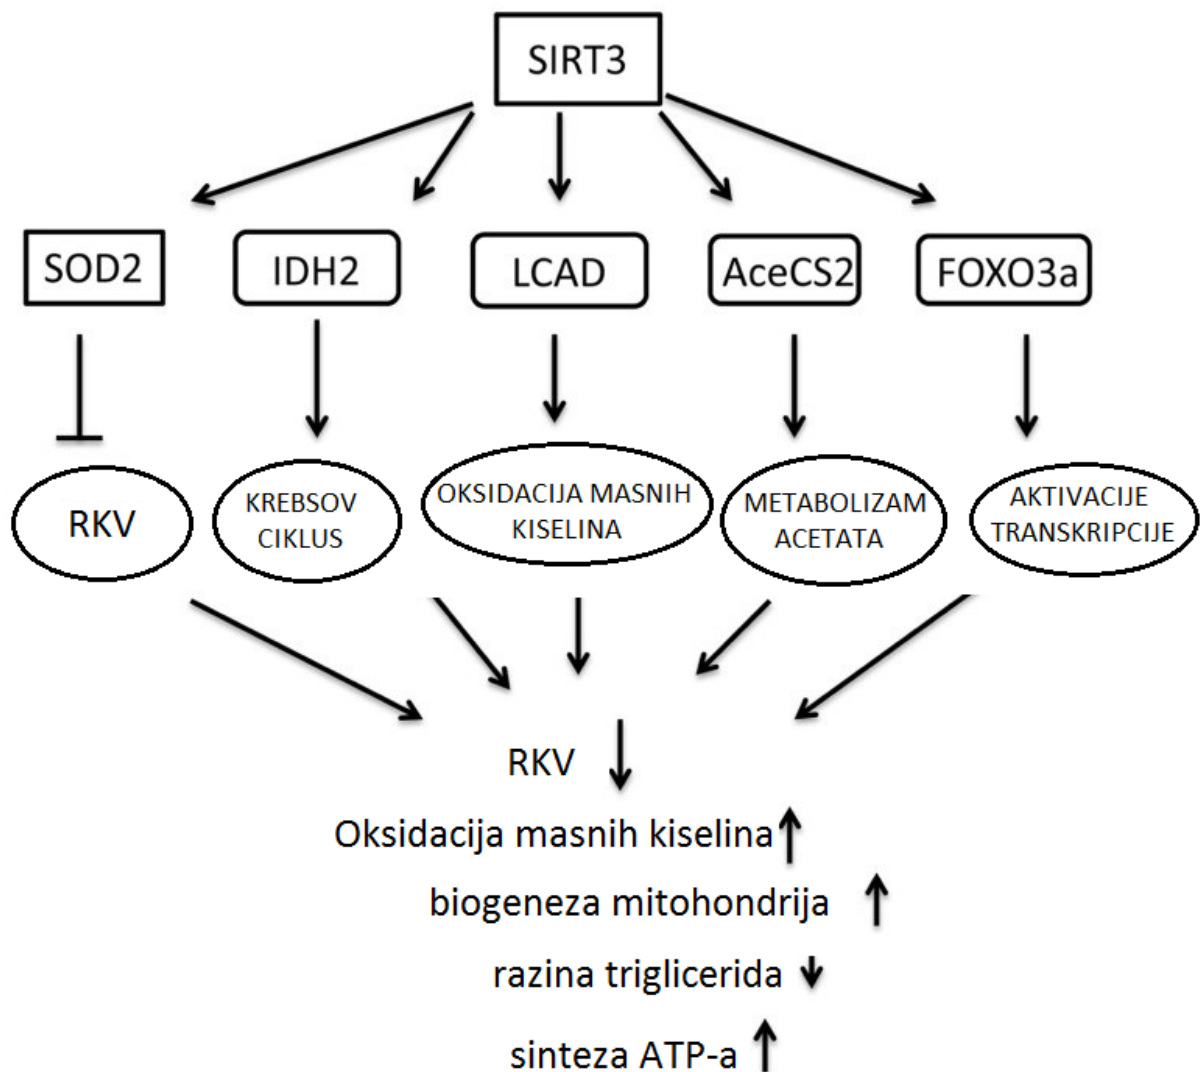 SIRT3
SOD2
IDH2
LCAD
AceCS2
FOXO3a
RKV
KREBSOV
CIKLUS
OKSIDACIJA MASNIH
KISELINA
METABOLIZAM
ACETATA
AKTIVACIJE
TRANSKRIPCIJE
RKV
Oksidacija masnih kiselina
biogeneza mitohondrija
razina triglicerida
sinteza ATP-a